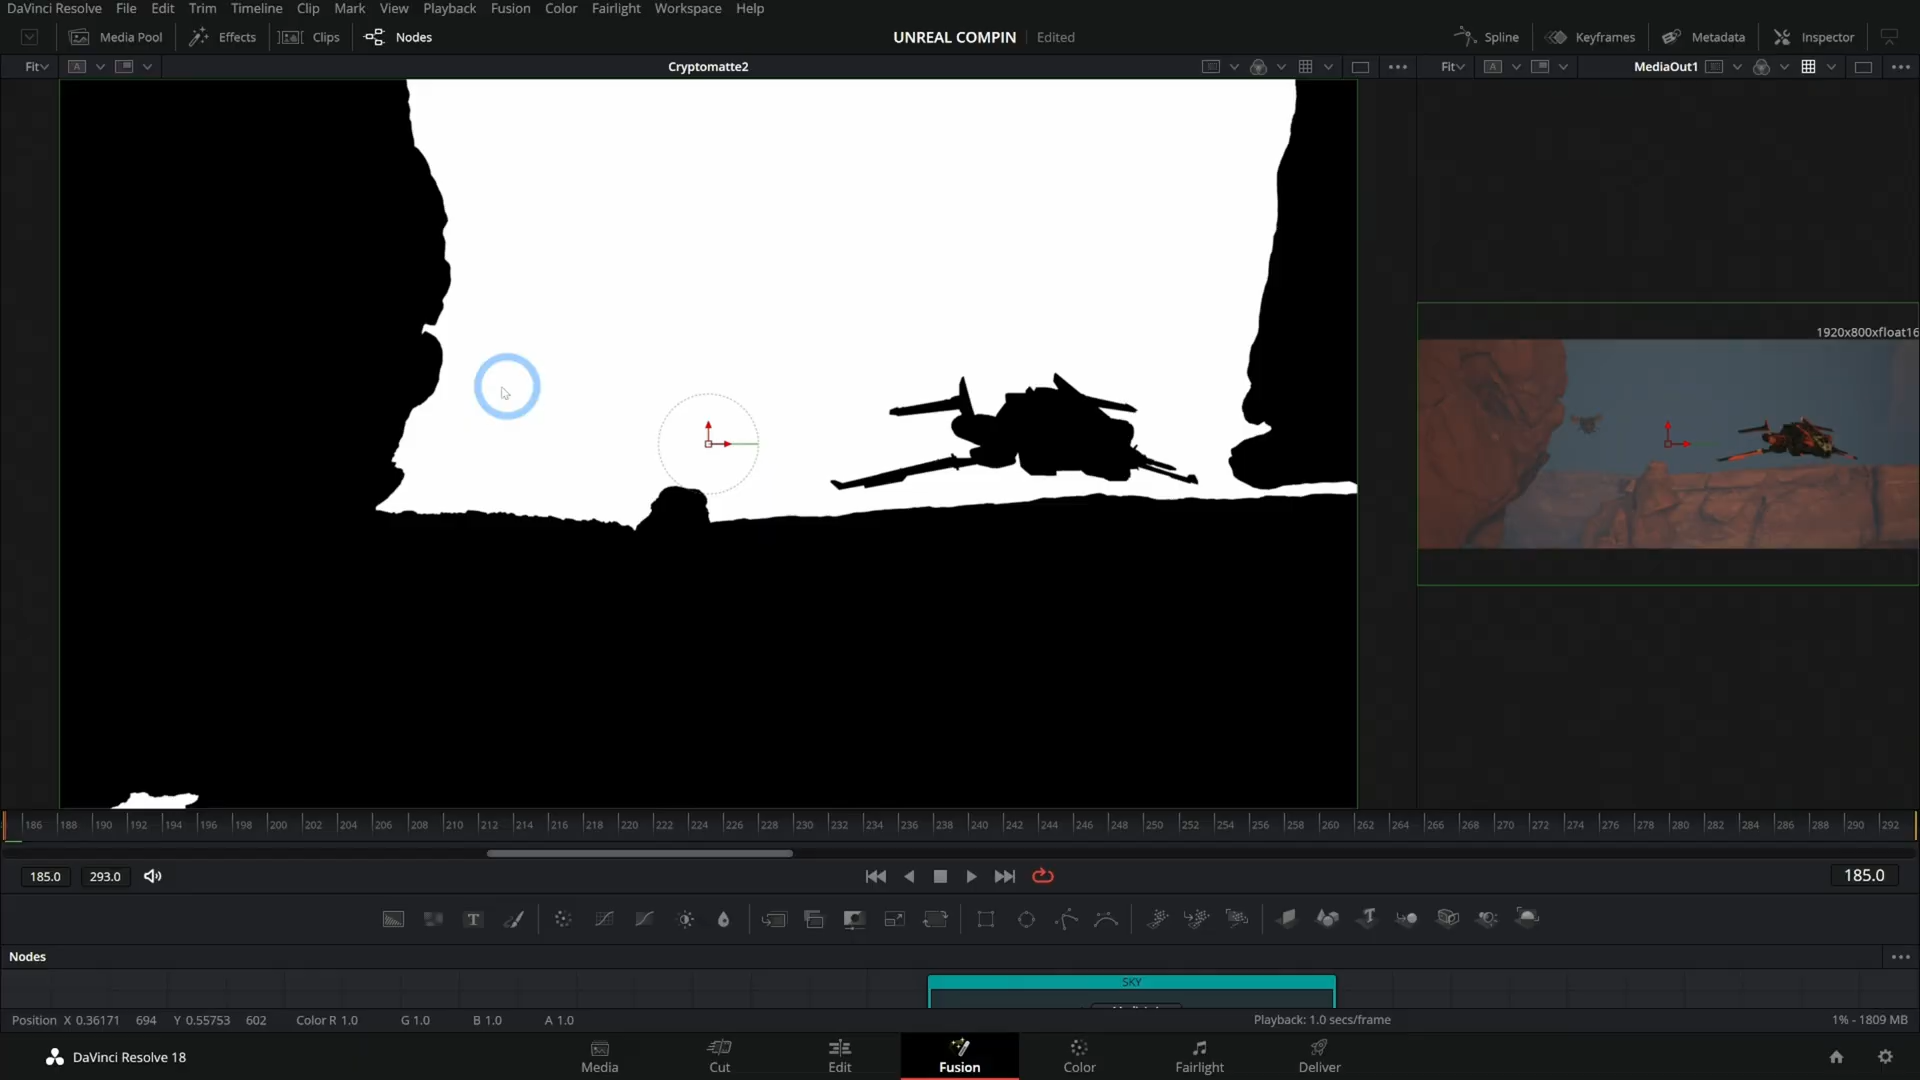 DaVinci Resolve File Edit Trim Timeline Clip Mark View Playback Fusion Color Fairlight Workspace Help
Media Pool Effects Clips Nodes UNREAL COMPIN Edited Spline Keyframes Metadata Inspector
Fit A Cryptomatte2 Fit A MediaOut1
1920x800xfloat16
186 188 190 192 194 196 198 200 202 204 206 208 210 212 214 216 218 220 222 224 226 228 230 232 234 236 238 240 242 244 246 248 250 252 254 256 258 260 262 264 266 268 270 272 274 276 278 280 282 284 286 288 290 292
185.0 293.0 185.0
T T
Nodes
SKY
Position X 0.36171 694 Y 0.55753 602 Color R 1.0 G 1.0 B 1.0 A 1.0 Playback: 1.0 secs/frame 1% - 1809 MB
DaVinci Resolve 18 Media Cut Edit Fusion Color Fairlight Deliver